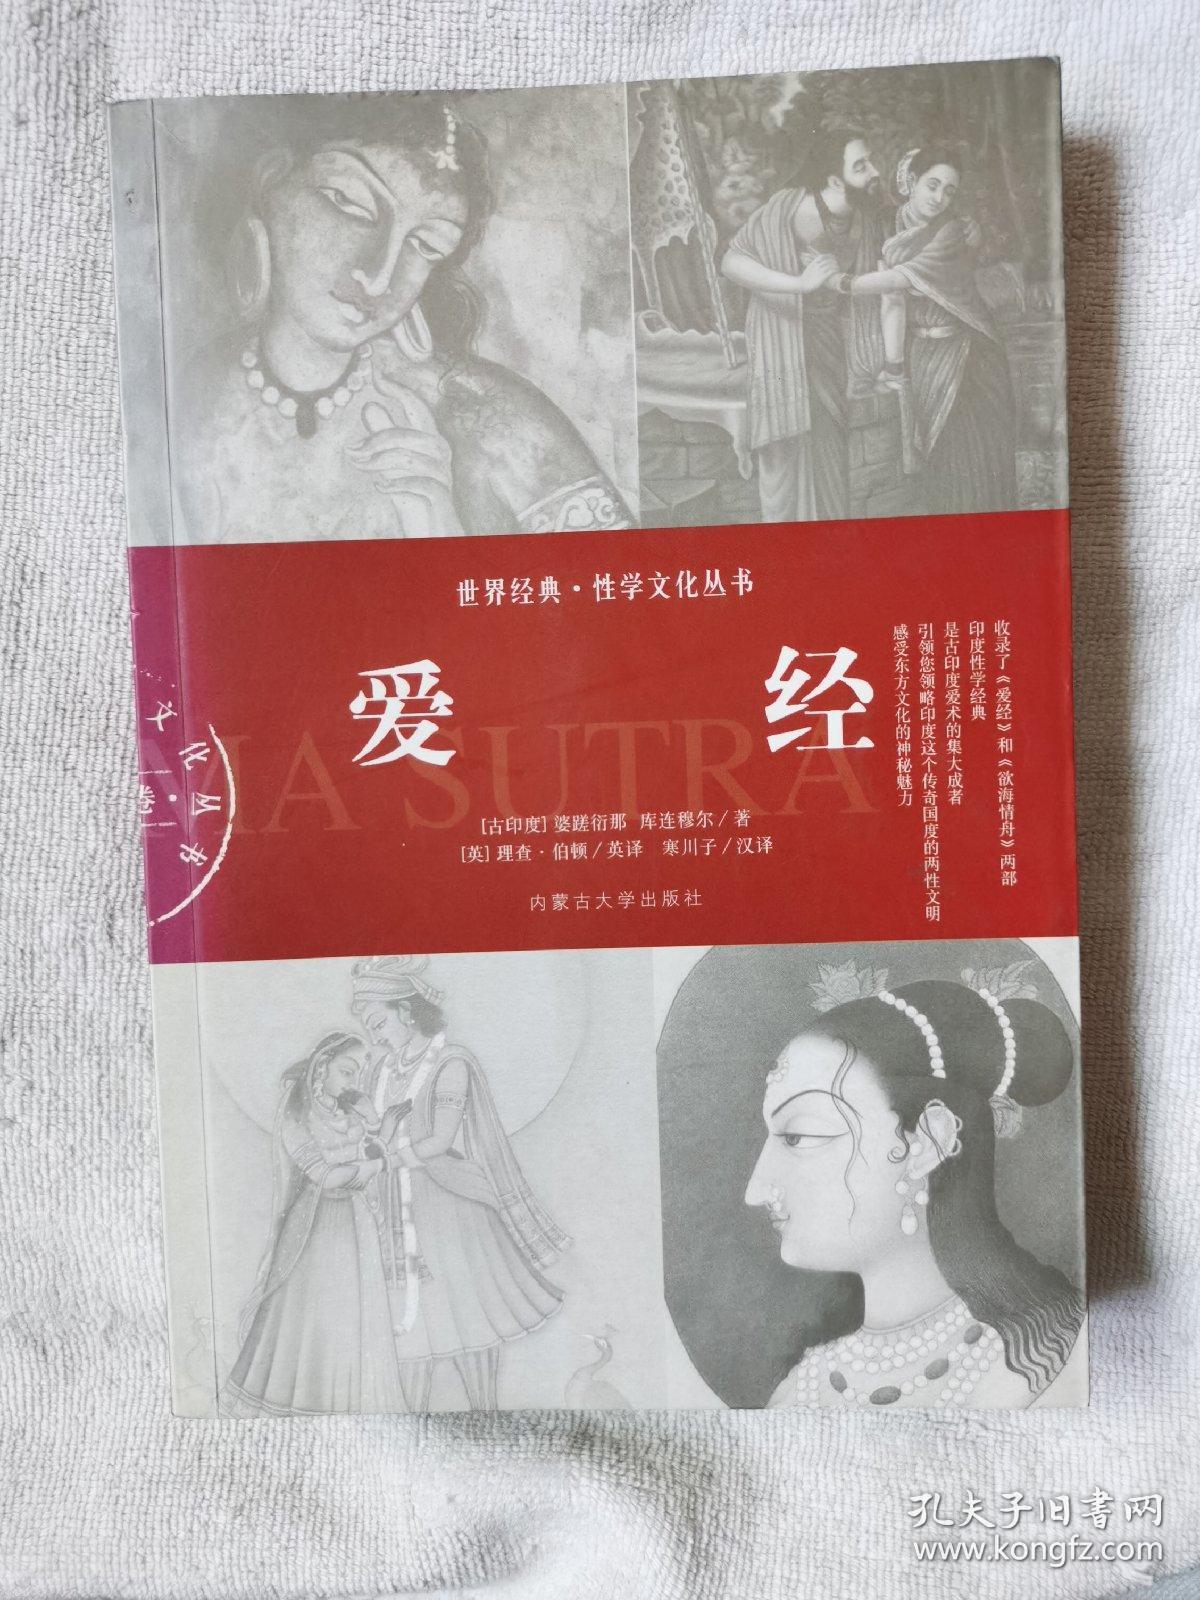 世界经典·性学文化丛书
爱 经
MA SUTRA
收录了《爱经》和《欲海情舟》两部
印度性学经典
是古印度爱术的集大成者
引领您领略印度这个传奇国度的两性文明
感受东方文化的神秘魅力
[古印度] 婆蹉衍那 库连穆尔/著
[英] 理查·伯顿/英译 寒川子/汉译
内蒙古大学出版社
文化丛书
卷
孔夫子旧书网
www.kongfz.com